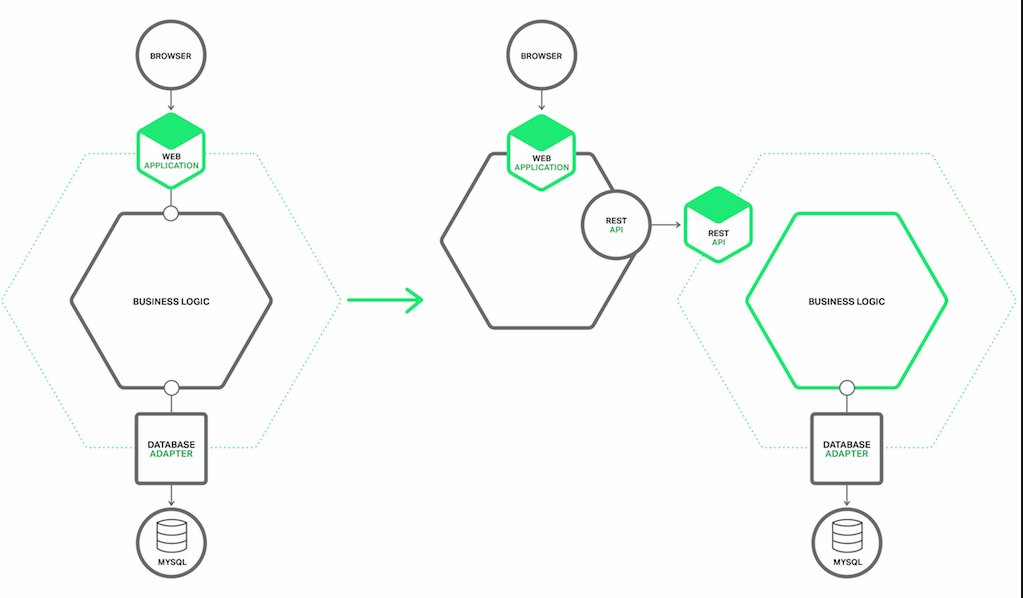 BROWSER
WEB
APPLICATION
BUSINESS LOGIC
DATABASE
ADAPTER
MYSQL
BROWSER
WEB
APPLICATION
REST
API
REST
API
BUSINESS LOGIC
DATABASE
ADAPTER
MYSQL